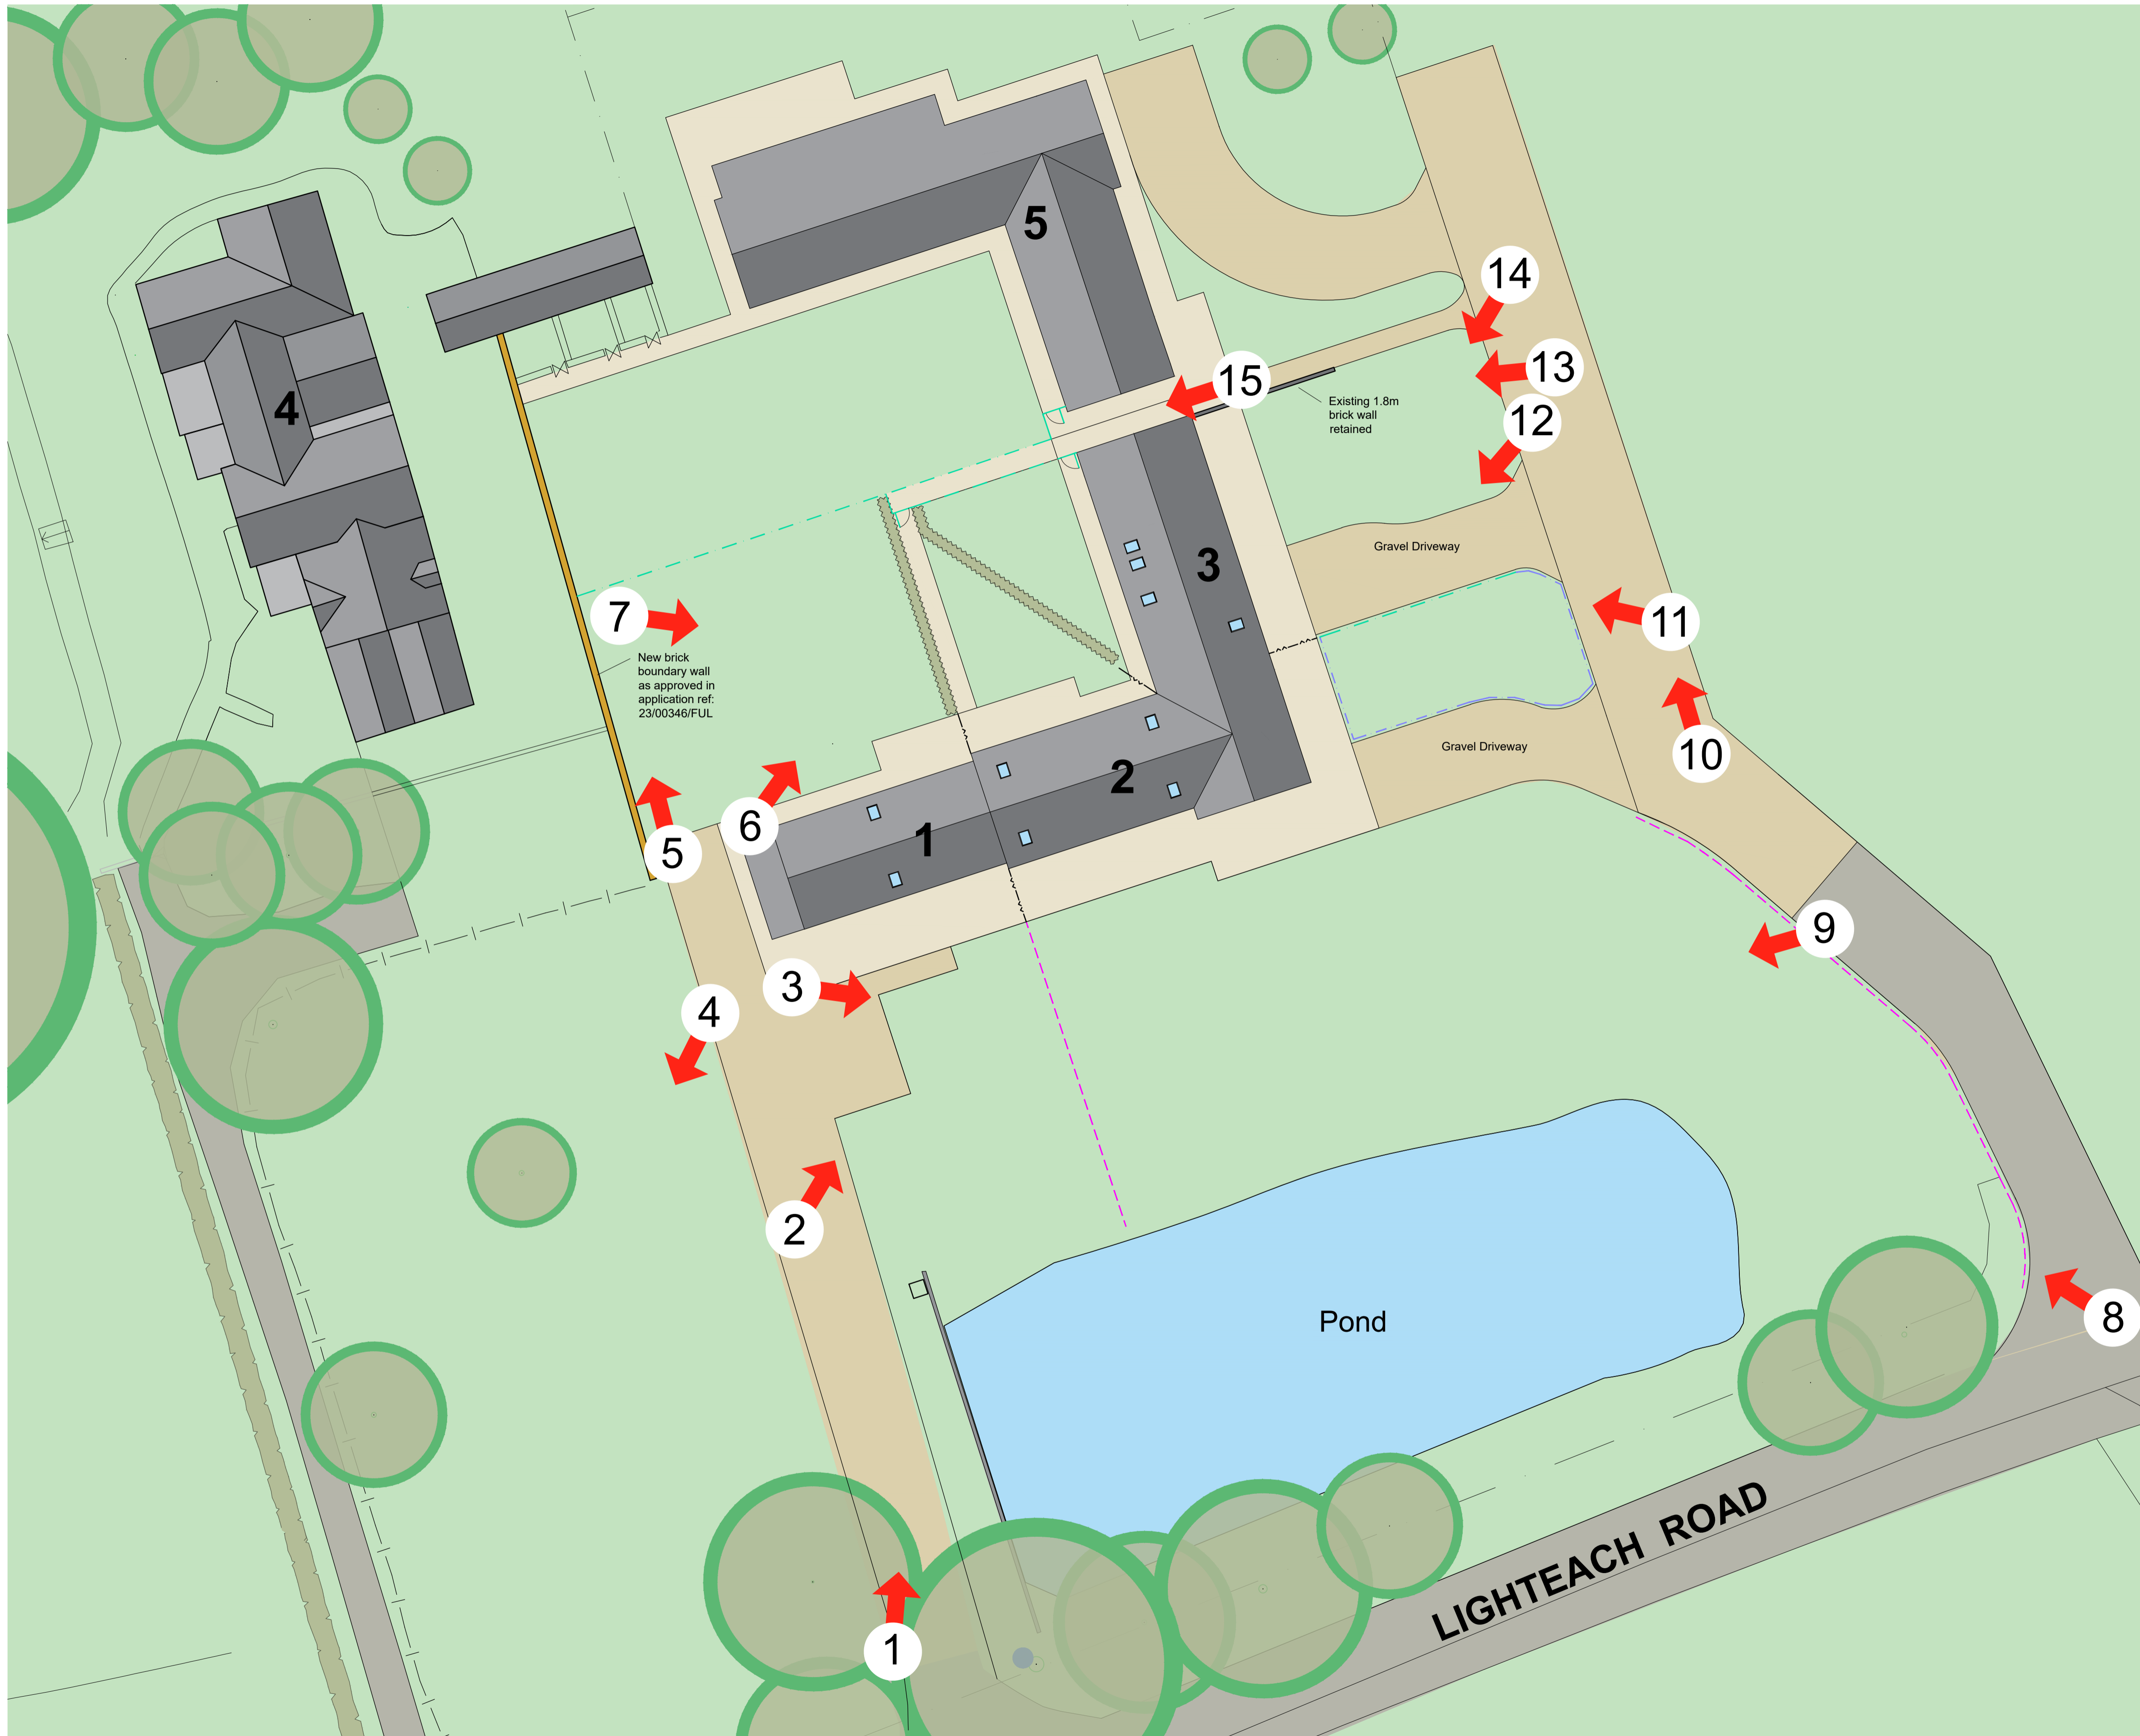 5
4
14
13
15
12
Existing 1.8m
brick wall
retained
3
Gravel Driveway
7
11
New brick
boundary wall
as approved in
application ref:
23/00346/FUL
Gravel Driveway
10
2
6
1
5
9
3
4
2
Pond
8
LIGHTEACH ROAD
1